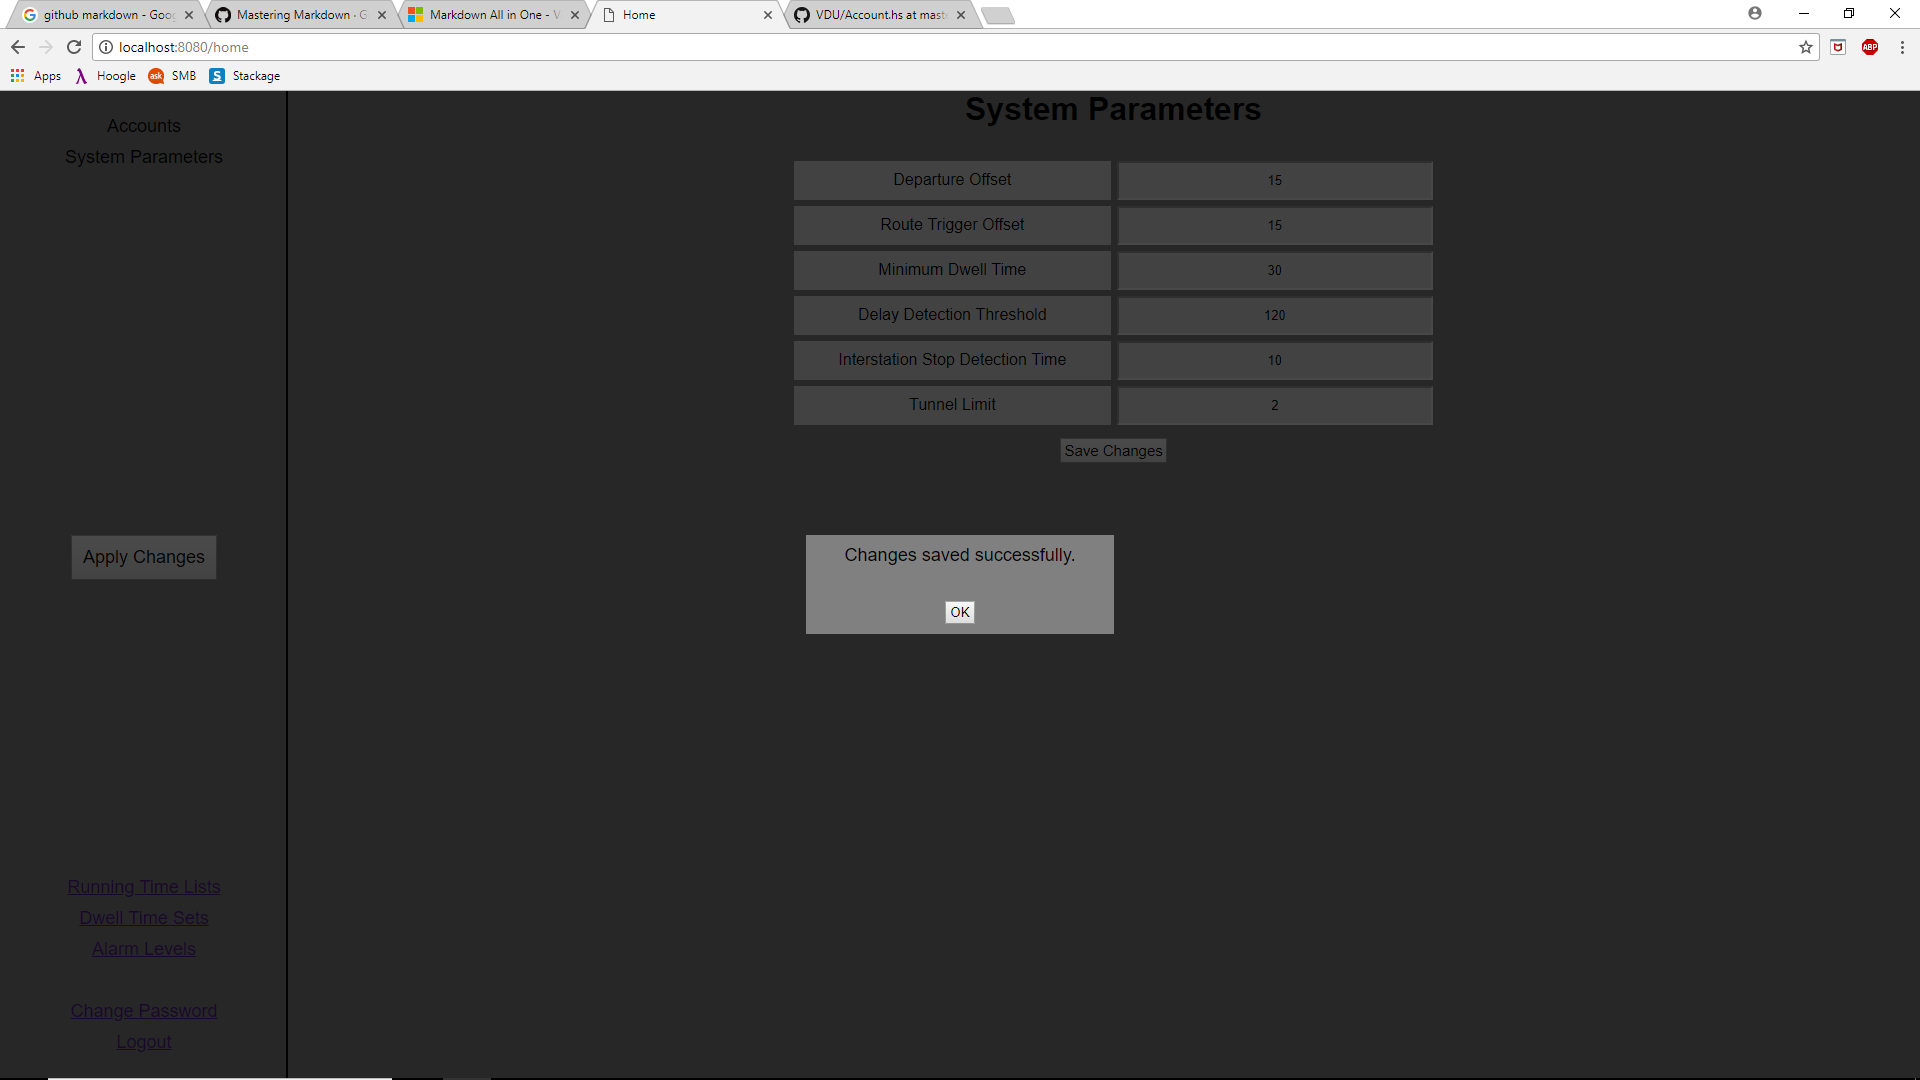 github markdown - Goo
Mastering Markdown · G
Markdown All in One - V
Home
VDU/Account.hs at mast
localhost:8080/home
ABP
Apps
Hoogle
ask
SMB
S
Stackage
Accounts
System Parameters
Apply Changes
Running Time Lists
Dwell Time Sets
Alarm Levels
Change Password
Logout
System Parameters
Departure Offset 15
Route Trigger Offset 15
Minimum Dwell Time 30
Delay Detection Threshold 120
Interstation Stop Detection Time 10
Tunnel Limit 2
Save Changes
Changes saved successfully.
OK